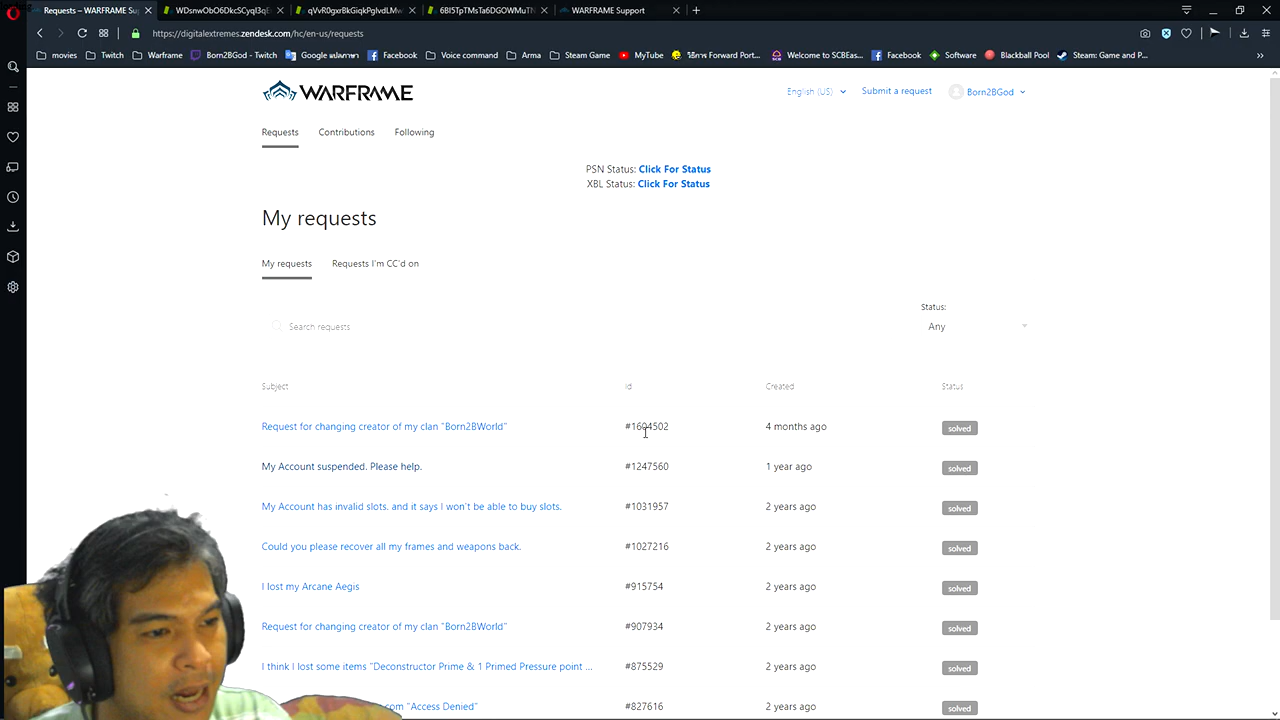 Requests – WARFRAME Su
WDsnwObO6DkcSCyql3qE
qVvR0gxrBkGiqkPglvdLMw
6BI5TpTMsTa6DGOWMuTN
WARFRAME Support
https://digitalextremes.zendesk.com/hc/en-us/requests
movies
Twitch
Warframe
Born2BGod - Twitch
Google Translate
Facebook
Voice command
Arma
Steam Game
MyTube
Welcome to SCBEas...
Facebook
Software
Blackball Pool
Steam: Game and P...
WARFRAME
English (US)
Submit a request
Born2BGod
Requests
Contributions
Following
PSN Status: Click For Status
XBL Status: Click For Status
My requests
My requests
Requests I'm CC'd on
Status:
Search requests
Any
Subject
Id
Created
Status
Request for changing creator of my clan "Born2BWorld"
#1604502
4 months ago
solved
My Account suspended. Please help.
#1247560
1 year ago
solved
My Account has invalid slots. and it says I won't be able to buy slots.
#1031957
2 years ago
solved
Could you please recover all my frames and weapons back.
#1027216
2 years ago
solved
I lost my Arcane Aegis
#915754
2 years ago
solved
Request for changing creator of my clan "Born2BWorld"
#907934
2 years ago
solved
I think I lost some items "Deconstructor Prime & 1 Primed Pressure point ...
#875529
2 years ago
solved
com "Access Denied"
#827616
2 years ago
solved